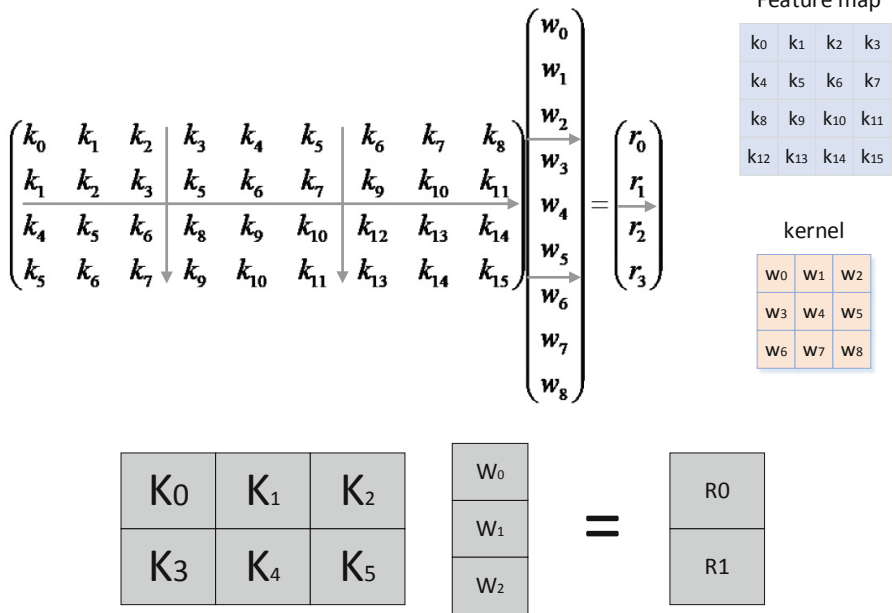 Feature map
k0 k1 k2 k3
k4 k5 k6 k7
k8 k9 k10 k11
k12 k13 k14 k15
k0 k1 k2 k3 k4 k5 k6 k7 k8
k1 k2 k3 k5 k6 k7 k9 k10 k11
k4 k5 k6 k8 k9 k10 k12 k13 k14
k5 k6 k7 k9 k10 k11 k13 k14 k15
w0
w1
w2
w3
w4
w5
w6
w7
w8
=
r0
r1
r2
r3
kernel
w0 w1 w2
w3 w4 w5
w6 w7 w8
K0 K1 K2
K3 K4 K5
W0
W1
W2
=
R0
R1